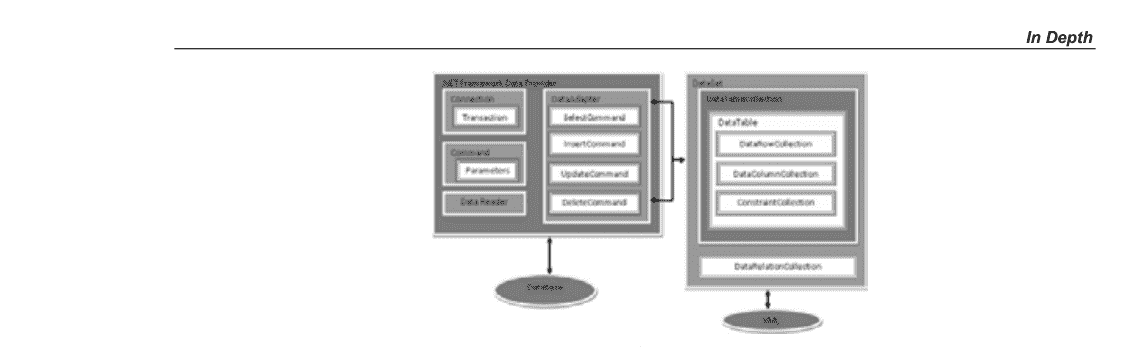 In Depth
.NET Framework Data Provider
Connection
Transaction
Command
Parameters
Data Reader
DataAdapter
SelectCommand
InsertCommand
UpdateCommand
DeleteCommand
DataSet
DataTableCollection
DataTable
DataRowCollection
DataColumnCollection
ConstraintCollection
DataRelationCollection
Database
XML